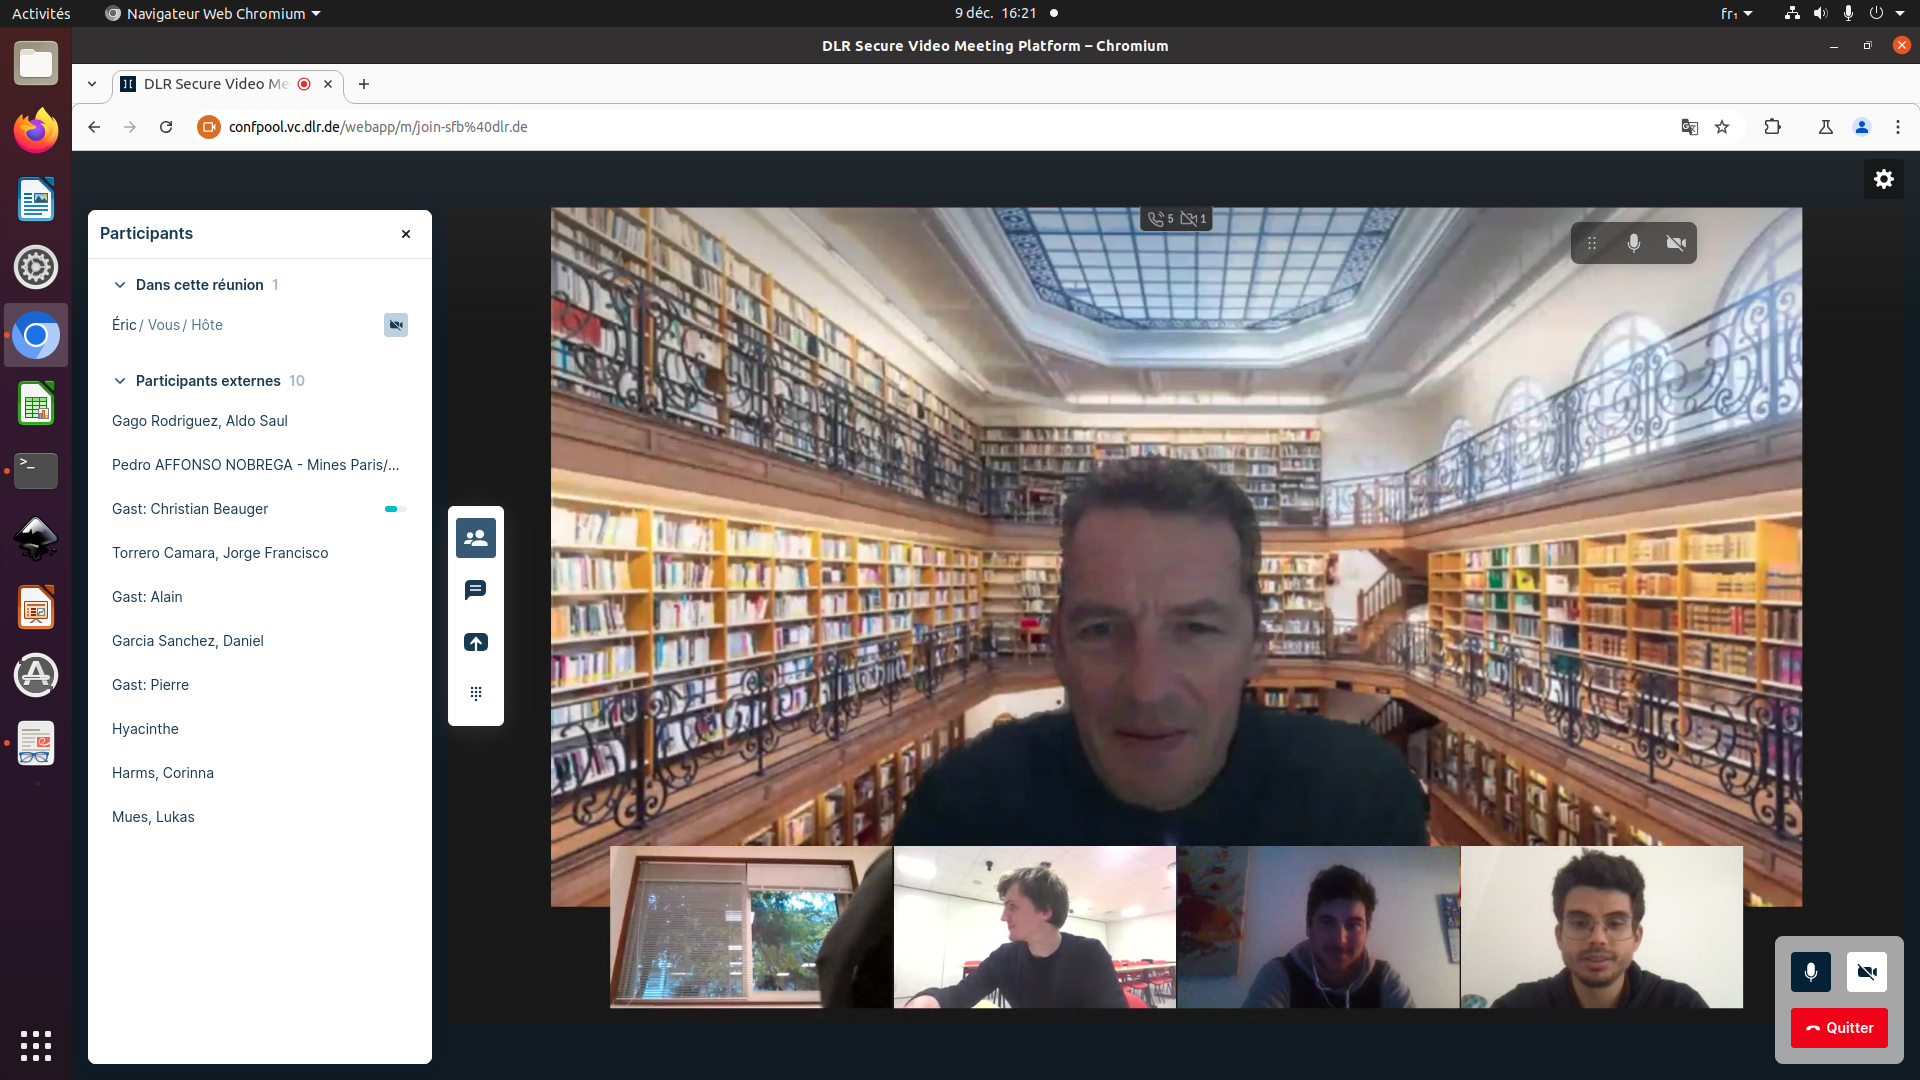 Activités
Navigateur Web Chromium
9 déc. 16:21
fr₁
DLR Secure Video Meeting Platform – Chromium
DLR Secure Video Me
confpool.vc.dlr.de/webapp/m/join-sfb%40dlr.de
Participants
Dans cette réunion 1
Éric / Vous / Hôte
Participants externes 10
Gago Rodriguez, Aldo Saul
Pedro AFFONSO NOBREGA - Mines Paris/...
Gast: Christian Beauger
Torrero Camara, Jorge Francisco
Gast: Alain
Garcia Sanchez, Daniel
Gast: Pierre
Hyacinthe
Harms, Corinna
Mues, Lukas
5 1
Quitter